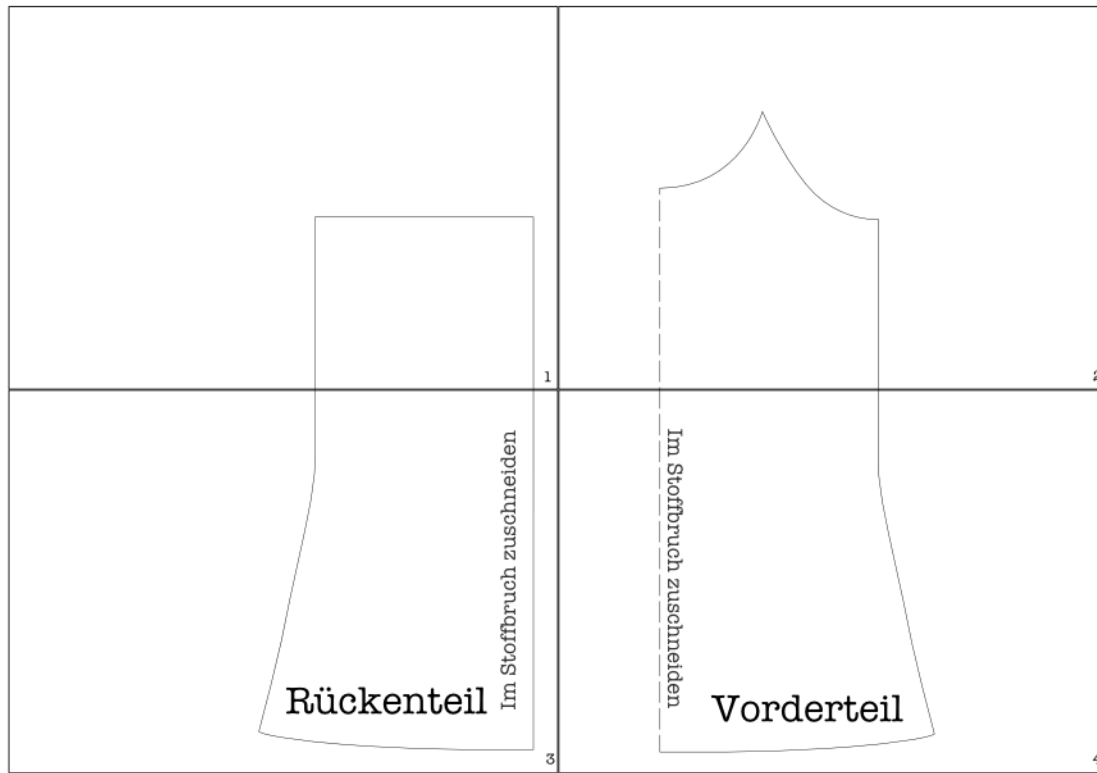 1
2
Im Stoffbruch zuschneiden
Im Stoffbruch zuschneiden
Rückenteil
Vorderteil
3
4